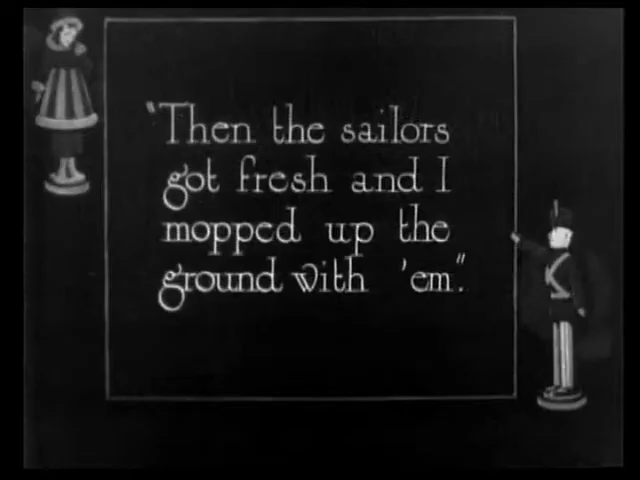 "Then the sailors
got fresh and I
mopped up the
ground with 'em."